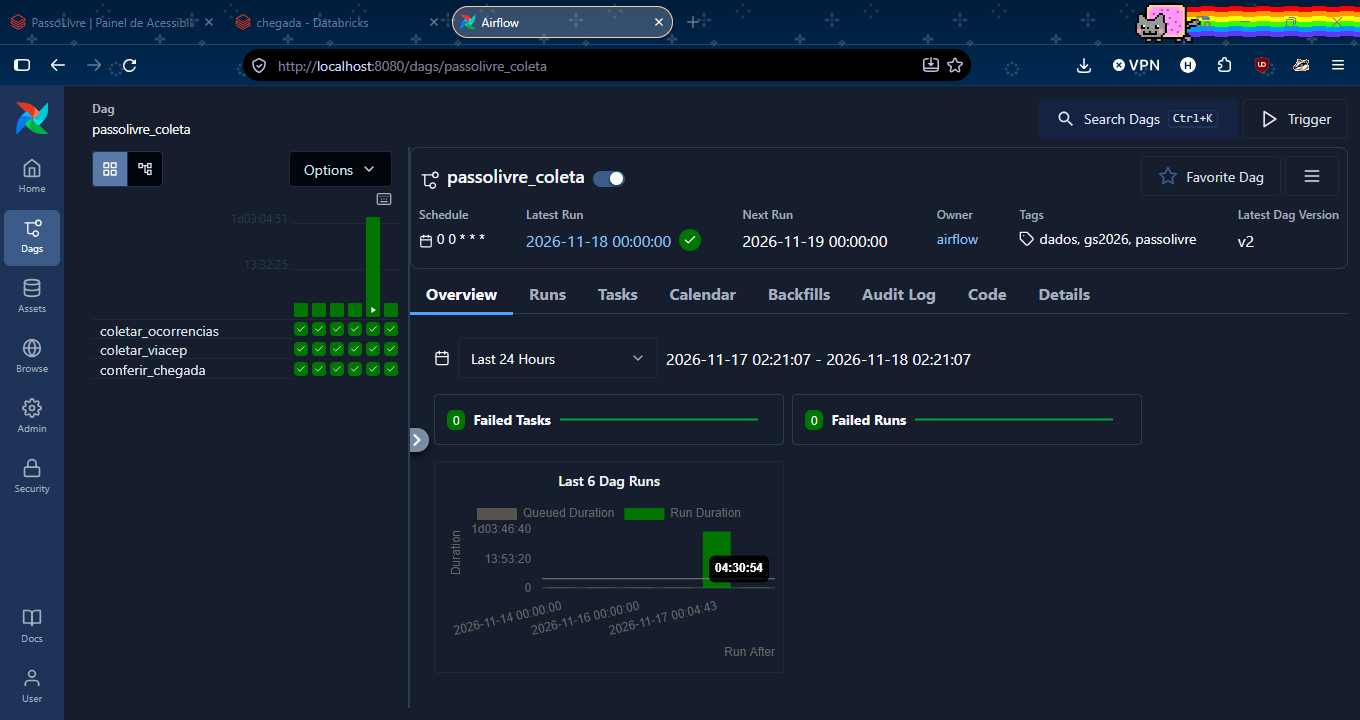 PassoLivre | Painel de Acessibili
chegada - Databricks
Airflow
http://localhost:8080/dags/passolivre_coleta
VPN
H
Dag
passolivre_coleta
Search Dags Ctrl+K
Trigger
Home
Dags
Assets
Browse
Admin
Security
Docs
User
Options
1d03:04:51
13:32:25
coletar_ocorrencias
coletar_viacep
conferir_chegada
passolivre_coleta
Favorite Dag
Schedule
0 0 * * *
Latest Run
2026-11-18 00:00:00
Next Run
2026-11-19 00:00:00
Owner
airflow
Tags
dados, gs2026, passolivre
Latest Dag Version
v2
Overview Runs Tasks Calendar Backfills Audit Log Code Details
Last 24 Hours 2026-11-17 02:21:07 - 2026-11-18 02:21:07
0 Failed Tasks
0 Failed Runs
Last 6 Dag Runs
Queued Duration Run Duration
Duration
1d03:46:40
13:53:20
0
04:30:54
2026-11-14 00:00:00
2026-11-16 00:00:00
2026-11-17 00:04:43
Run After